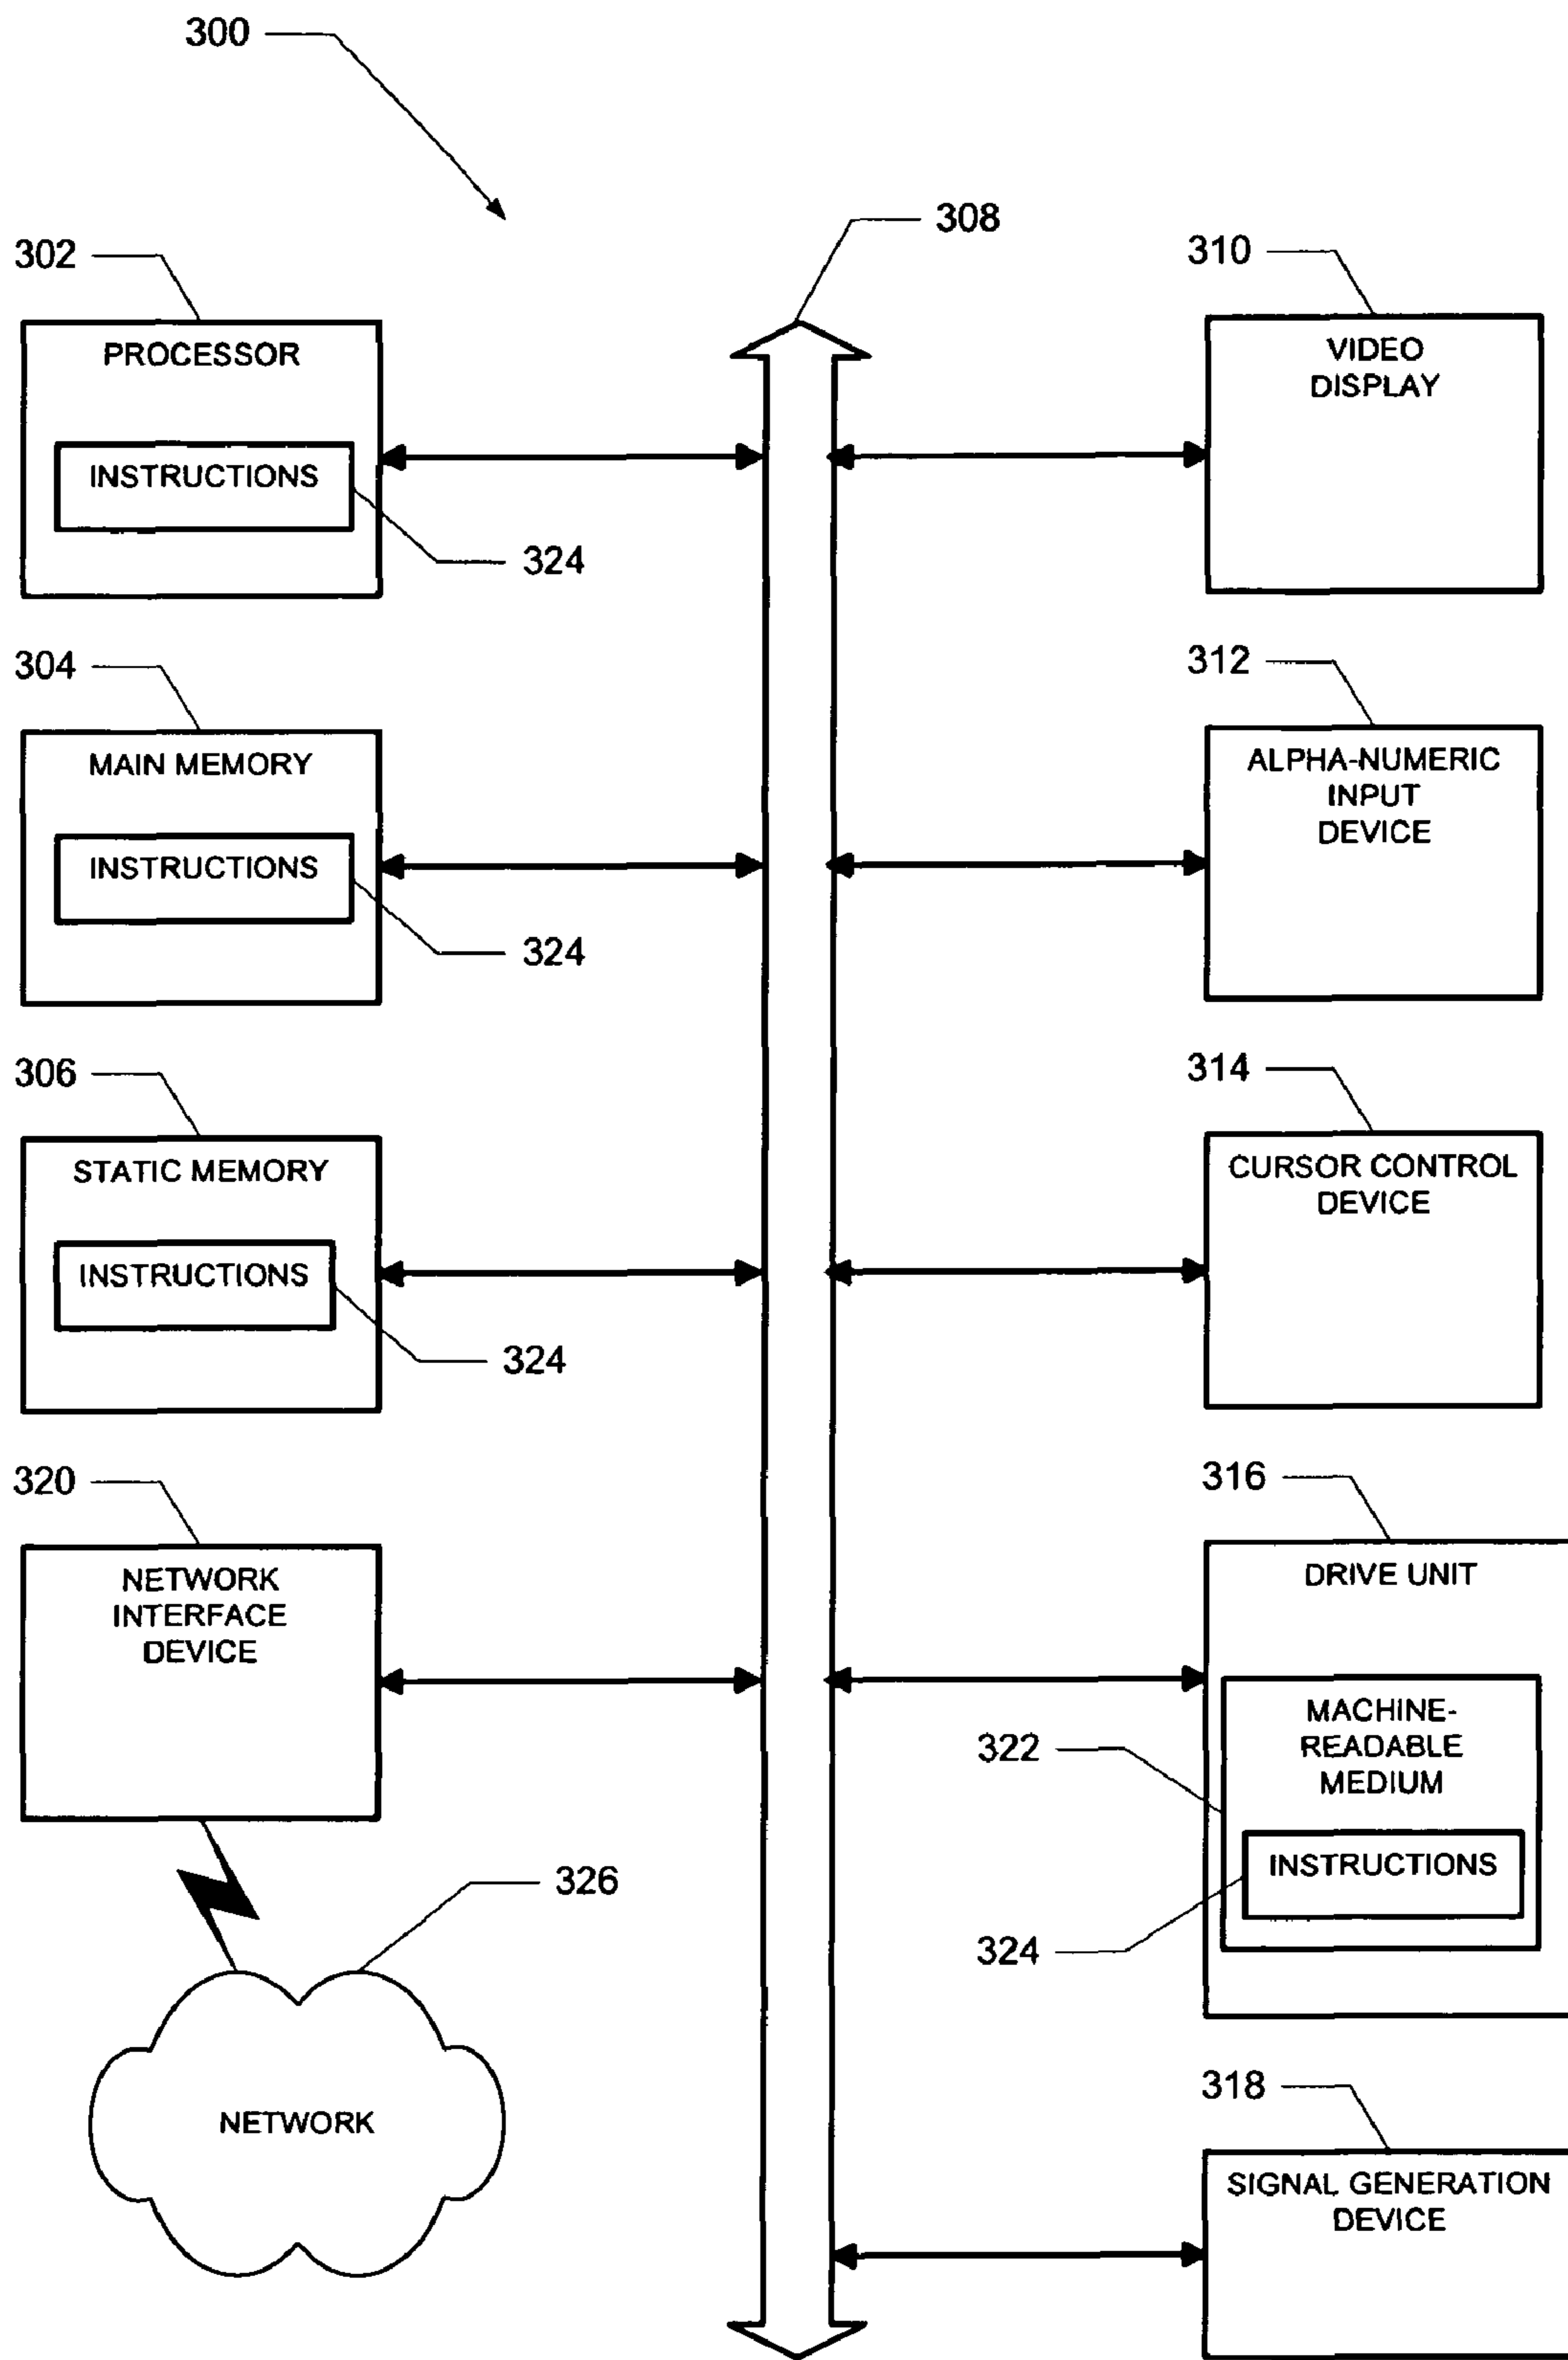 300
308
302
PROCESSOR
INSTRUCTIONS
324
310
VIDEO
DISPLAY
304
MAIN MEMORY
INSTRUCTIONS
324
312
ALPHA-NUMERIC
INPUT
DEVICE
306
STATIC MEMORY
INSTRUCTIONS
324
314
CURSOR CONTROL
DEVICE
320
NETWORK
INTERFACE
DEVICE
316
DRIVE UNIT
322
MACHINE-
READABLE
MEDIUM
INSTRUCTIONS
324
326
NETWORK
318
SIGNAL GENERATION
DEVICE